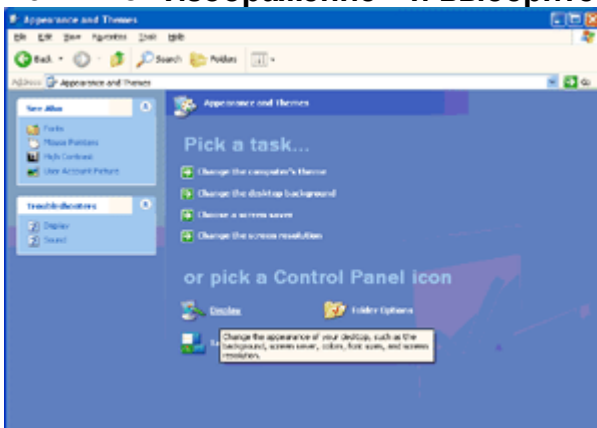 Изображение и выберите
Appearance and Themes
File Edit View Favorites Tools Help
Back Search Folders
Address Appearance and Themes Go
See Also
Fonts
Mouse Pointers
High Contrast
User Account Picture
Troubleshooters
Display
Sound
Appearance and Themes
Pick a task...
Change the computer's theme
Change the desktop background
Choose a screen saver
Change the screen resolution
or pick a Control Panel icon
Display Folder Options
Change the appearance of your desktop, such as the
background, screen saver, colors, font sizes, and screen
resolution.